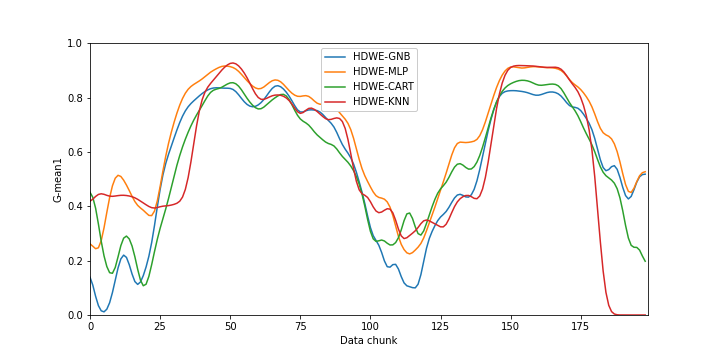 1.0
0.8
0.6
0.4
0.2
0.0
G-mean1
HDWE-GNB
HDWE-MLP
HDWE-CART
HDWE-KNN
0 25 50 75 100 125 150 175
Data chunk